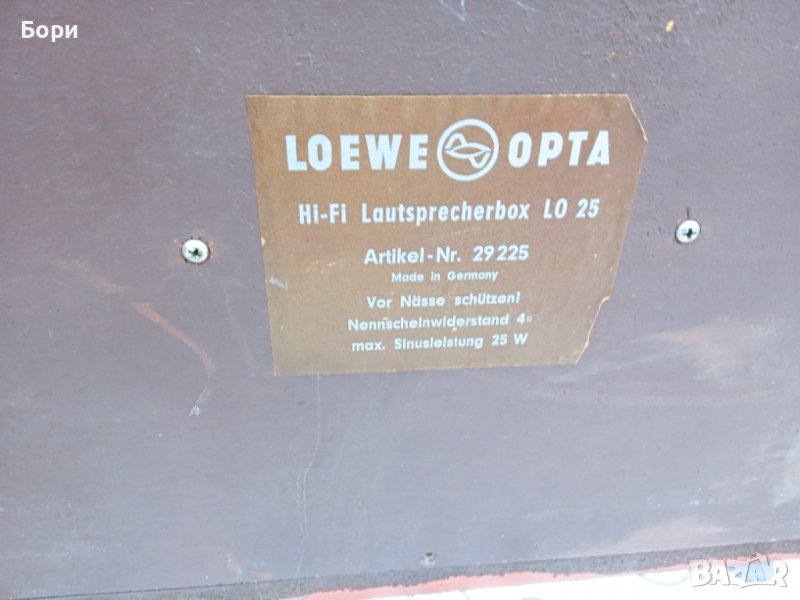 Бори
LOEWE OPTA
Hi-Fi Lautsprecherbox LO 25
Artikel-Nr. 29225
Made in Germany
Vor Nässe schützen!
Nennscheinwiderstand 4Ω
max. Sinusleistung 25 W
BAZAR